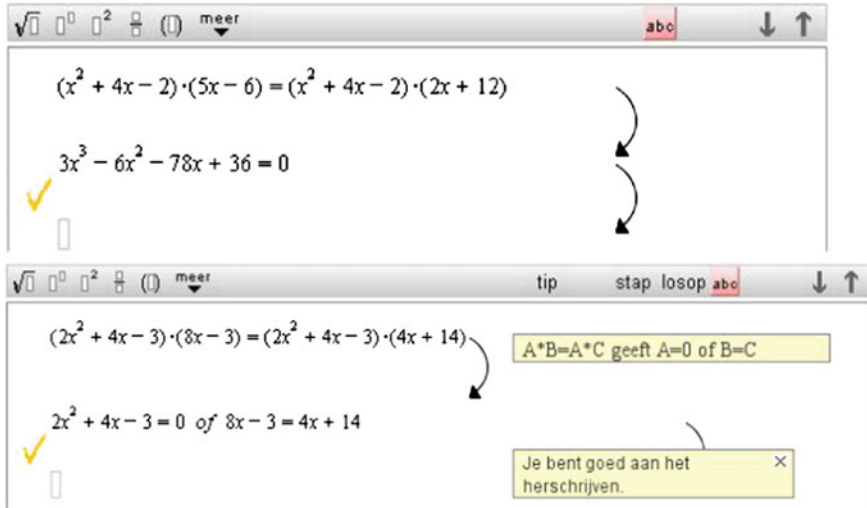 √▯ ▯▯ ▯² ▯/▯ (▯) meer abc ↓ ↑
(x² + 4x − 2)·(5x − 6) = (x² + 4x − 2)·(2x + 12)
3x³ − 6x² − 78x + 36 = 0
√▯ ▯▯ ▯² ▯/▯ (▯) meer tip stap losop abc ↓ ↑
(2x² + 4x − 3)·(8x − 3) = (2x² + 4x − 3)·(4x + 14)
A*B=A*C geeft A=0 of B=C
2x² + 4x − 3 = 0 of 8x − 3 = 4x + 14
Je bent goed aan het
herschrijven.